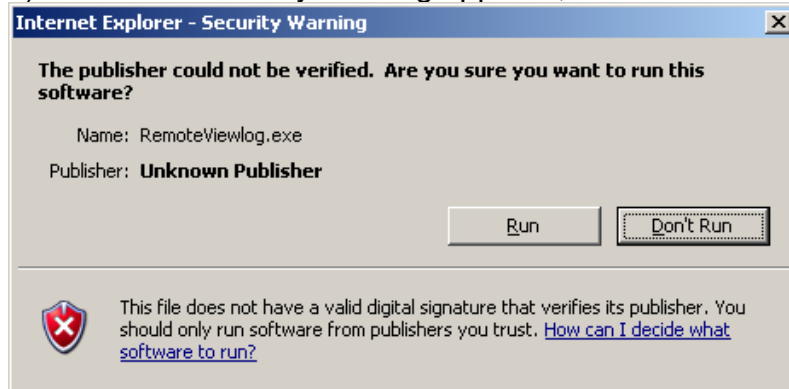 Internet Explorer - Security Warning
The publisher could not be verified.  Are you sure you want to run this
software?
Name: RemoteViewlog.exe
Publisher: Unknown Publisher
Run
Don't Run
This file does not have a valid digital signature that verifies its publisher. You
should only run software from publishers you trust. How can I decide what
software to run?